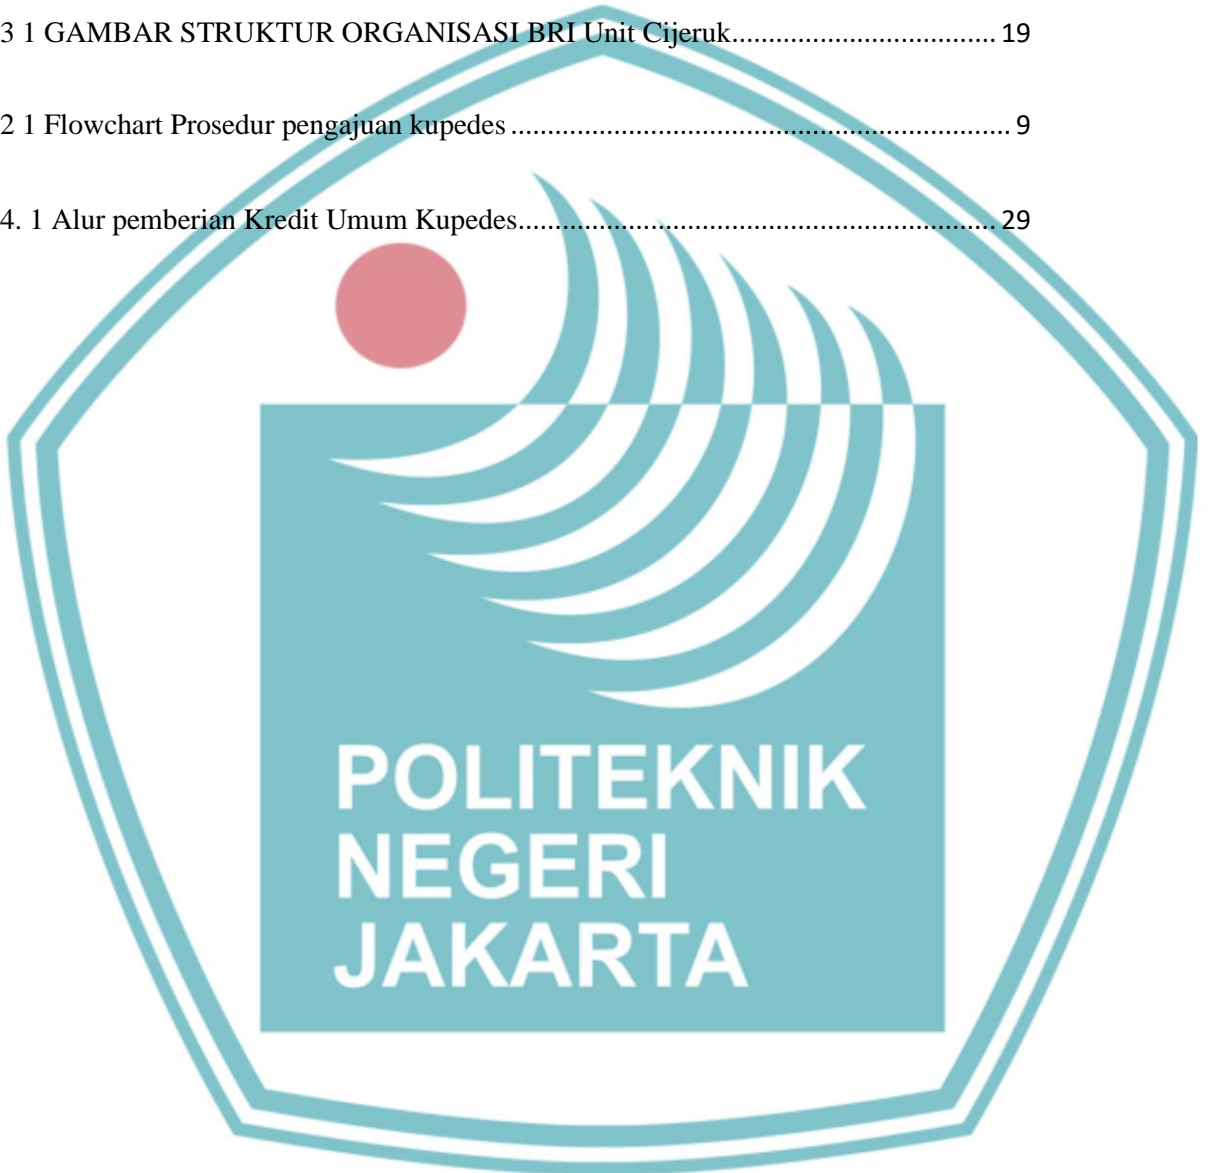 3 1 GAMBAR STRUKTUR ORGANISASI BRI Unit Cijeruk.................................... 19
2 1 Flowchart Prosedur pengajuan kupedes.................................................................... 9
4. 1 Alur pemberian Kredit Umum Kupedes................................................................. 29
POLITEKNIK
NEGERI
JAKARTA